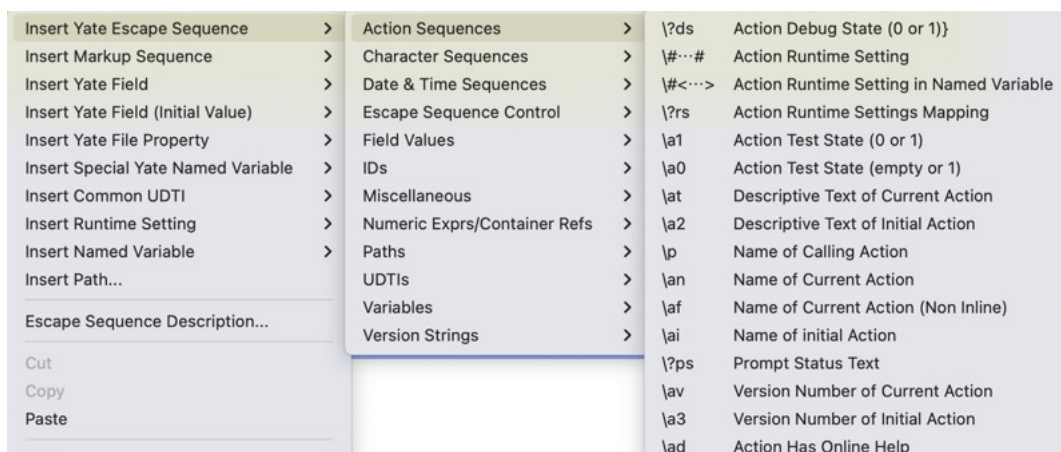 Insert Yate Escape Sequence >
Insert Markup Sequence >
Insert Yate Field >
Insert Yate Field (Initial Value) >
Insert Yate File Property >
Insert Special Yate Named Variable >
Insert Common UDTI >
Insert Runtime Setting >
Insert Named Variable >
Insert Path...
Escape Sequence Description...
Cut
Copy
Paste
Action Sequences >
Character Sequences >
Date & Time Sequences >
Escape Sequence Control >
Field Values >
IDs >
Miscellaneous >
Numeric Exprs/Container Refs >
Paths >
UDTIs >
Variables >
Version Strings >
\?ds Action Debug State (0 or 1)}
\#···# Action Runtime Setting
\#<···> Action Runtime Setting in Named Variable
\?rs Action Runtime Settings Mapping
\a1 Action Test State (0 or 1)
\a0 Action Test State (empty or 1)
\at Descriptive Text of Current Action
\a2 Descriptive Text of Initial Action
\p Name of Calling Action
\an Name of Current Action
\af Name of Current Action (Non Inline)
\ai Name of initial Action
\?ps Prompt Status Text
\av Version Number of Current Action
\a3 Version Number of Initial Action
\ad Action Has Online Help